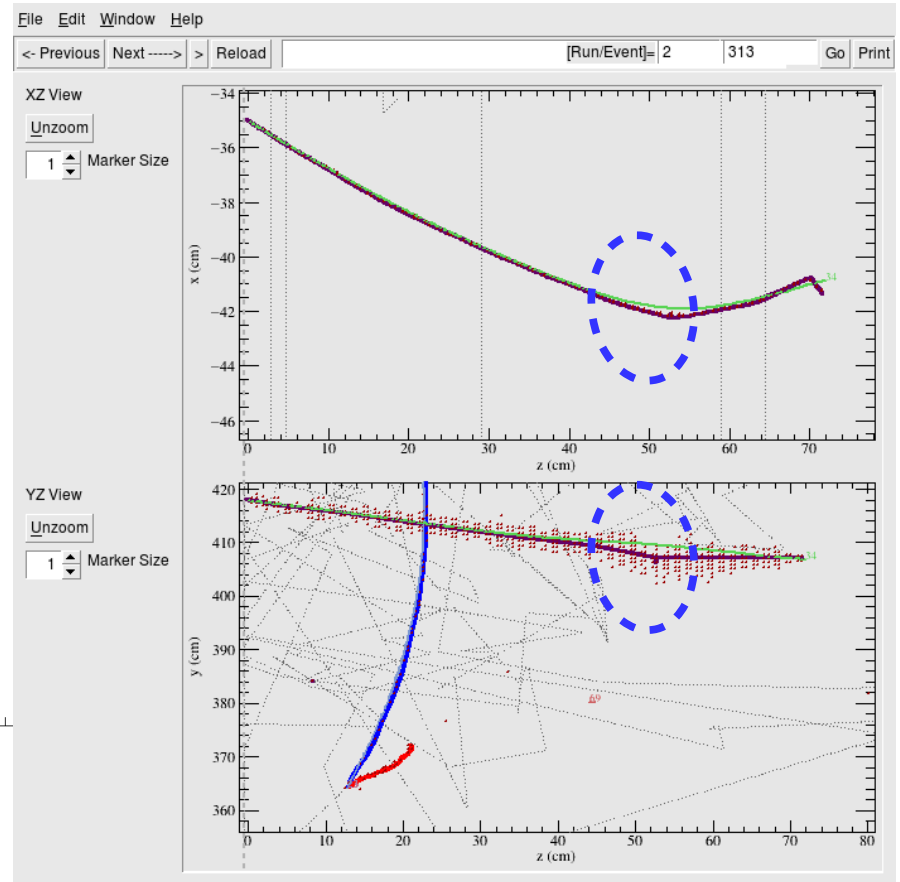 File Edit Window Help
<- Previous Next -----> > Reload [Run/Event]= 2 313 Go Print
XZ View
Unzoom
1 Marker Size
−34
−36
−38
−40
−42
−44
−46
x (cm)
34
0 10 20 30 40 50 60 70
z (cm)
YZ View
Unzoom
1 Marker Size
420
410
400
390
380
370
360
y (cm)
34
69
0 10 20 30 40 50 60 70 80
z (cm)